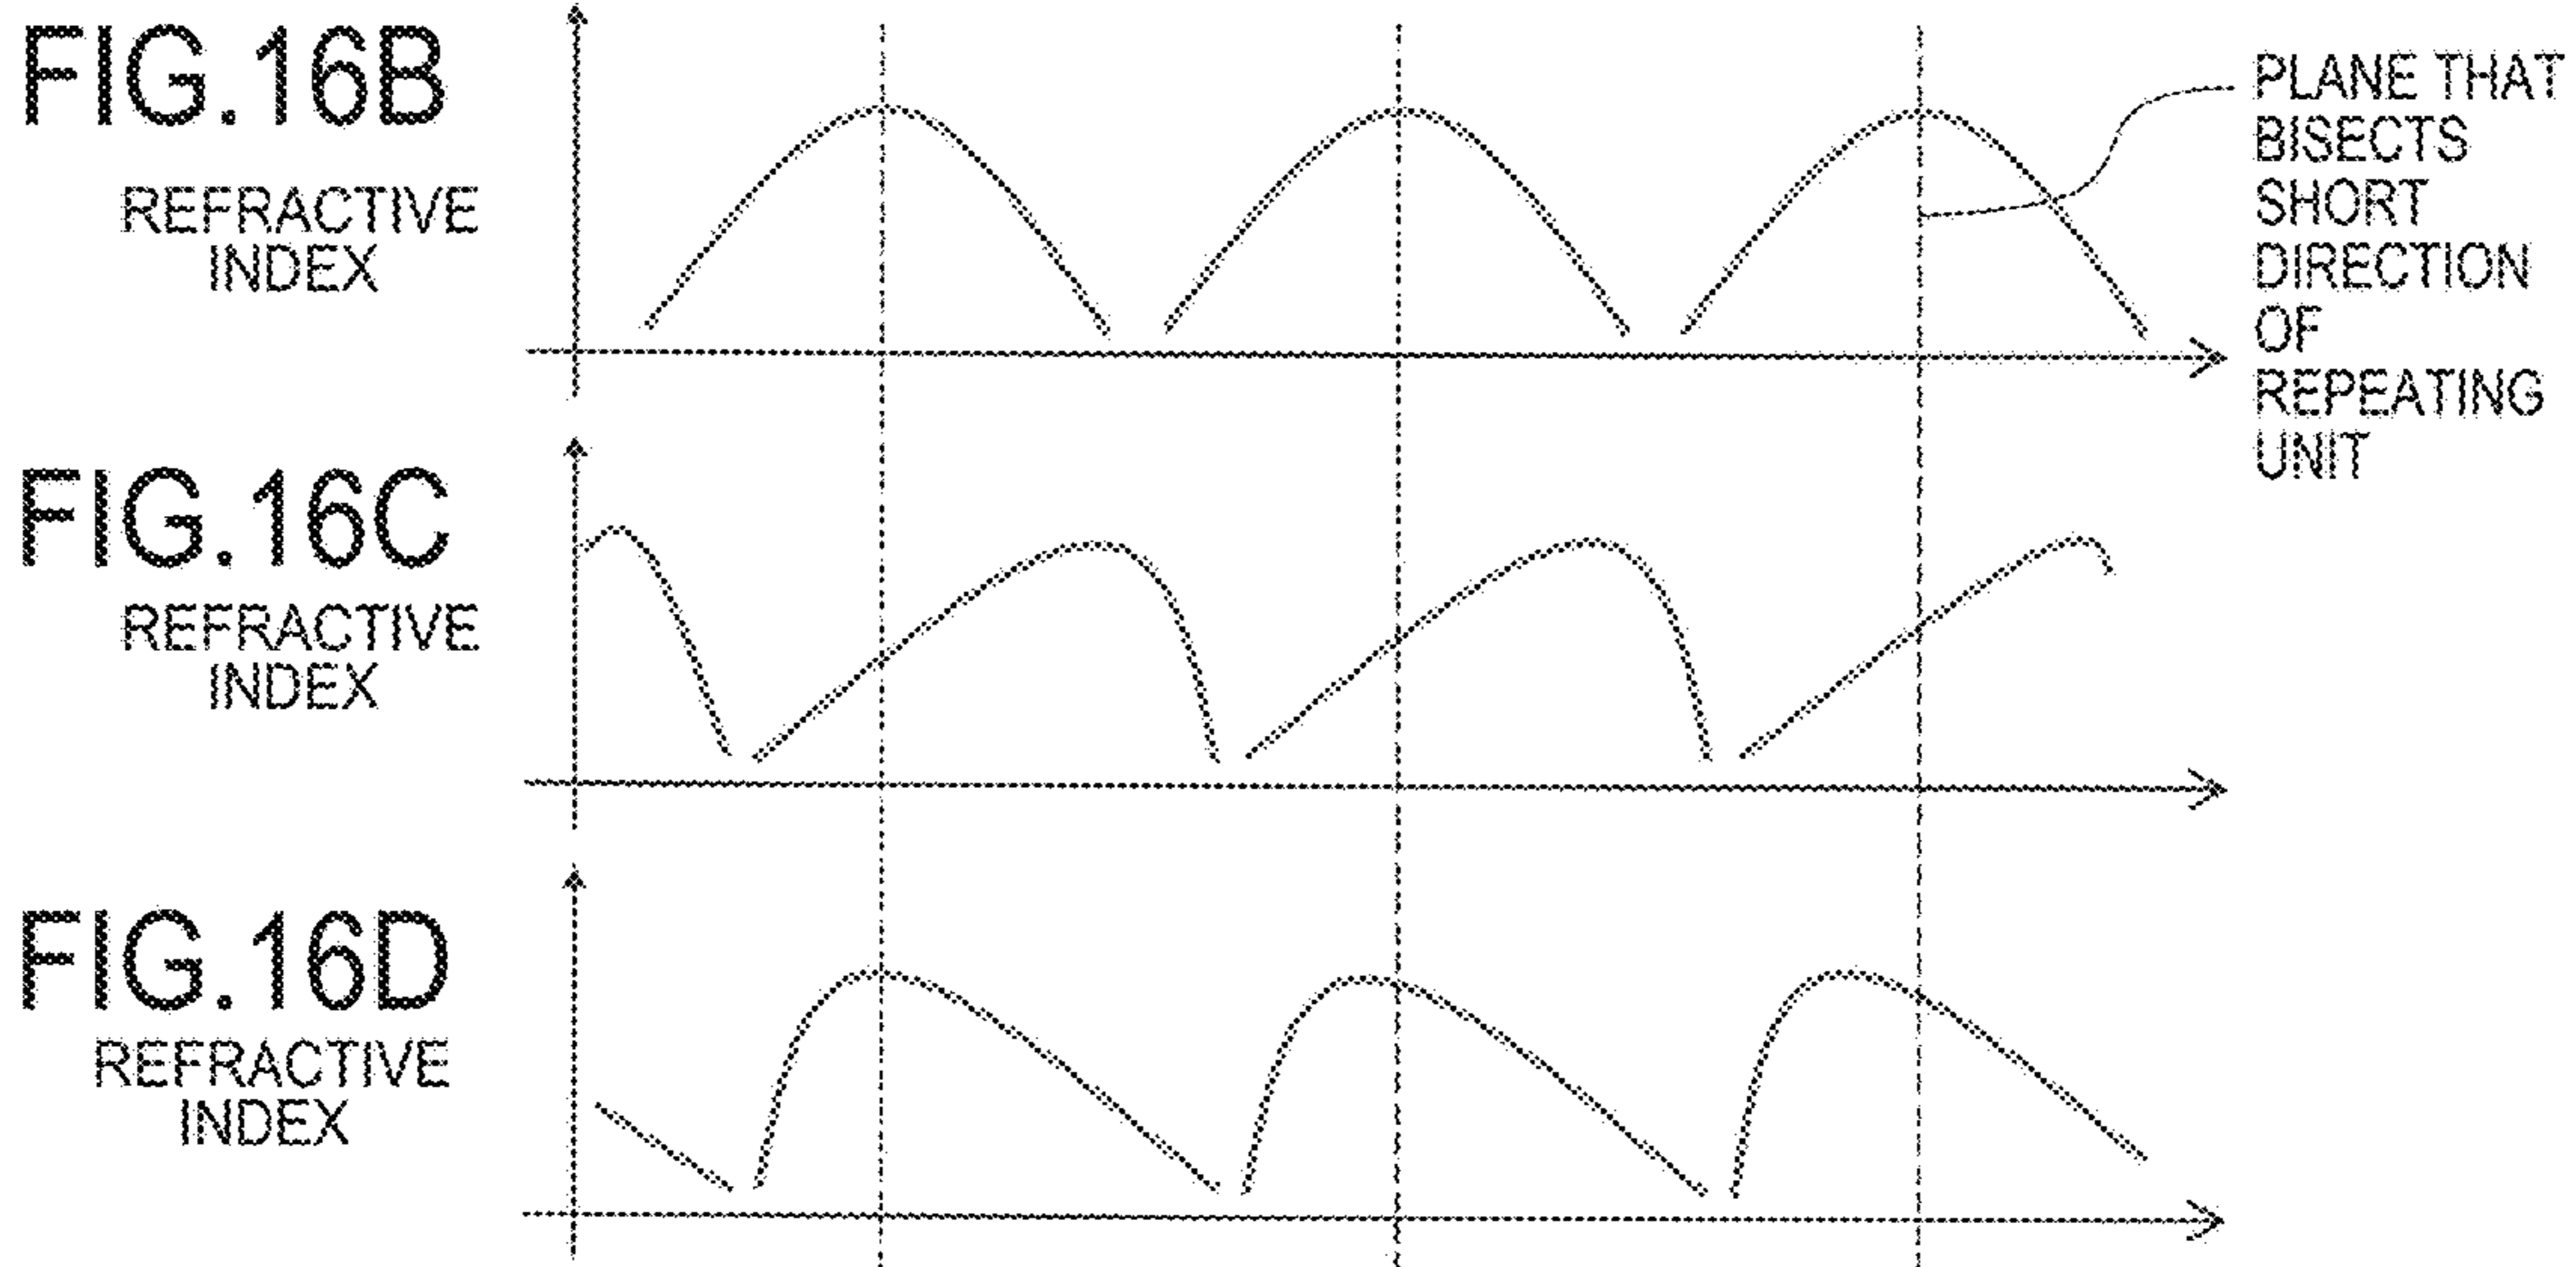 FIG.16B
REFRACTIVE
INDEX
PLANE THAT
BISECTS
SHORT
DIRECTION
OF
REPEATING
UNIT
FIG.16C
REFRACTIVE
INDEX
FIG.16D
REFRACTIVE
INDEX